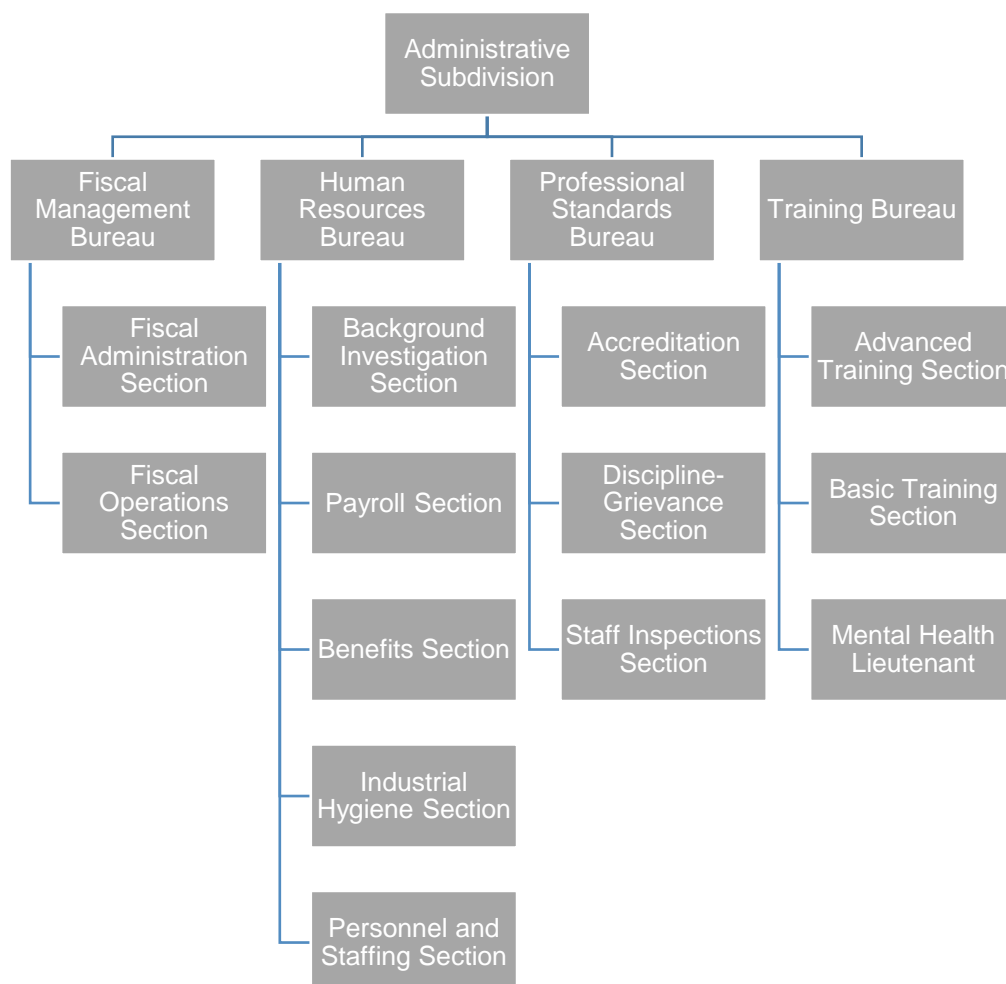 Administrative
Subdivision
Fiscal
Management
Bureau
Human
Resources
Bureau
Professional
Standards
Bureau
Training Bureau
Fiscal
Administration
Section
Fiscal
Operations
Section
Background
Investigation
Section
Payroll Section
Benefits Section
Industrial
Hygiene Section
Personnel and
Staffing Section
Accreditation
Section
Discipline-
Grievance
Section
Staff Inspections
Section
Advanced
Training Section
Basic Training
Section
Mental Health
Lieutenant